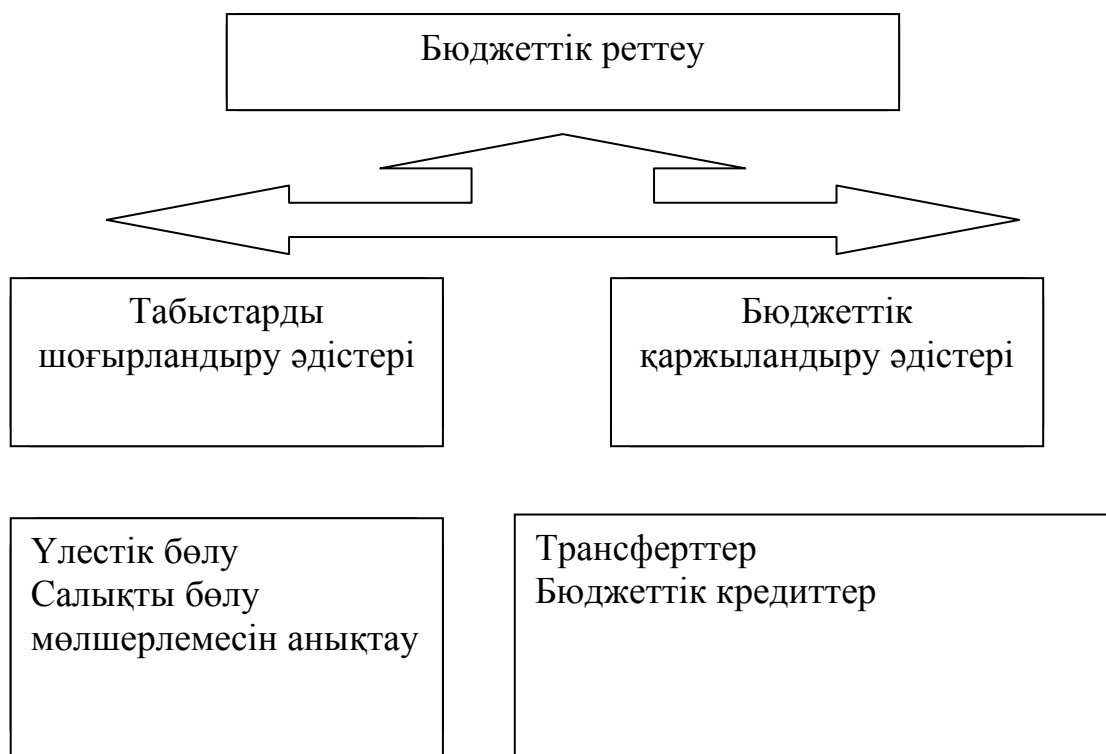 Бюджеттік реттеу
Табыстарды
шоғырландыру әдістері
Бюджеттік
қаржыландыру әдістері
Үлестік бөлу
Салықты бөлу
мөлшерлемесін анықтау
Трансферттер
Бюджеттік кредиттер